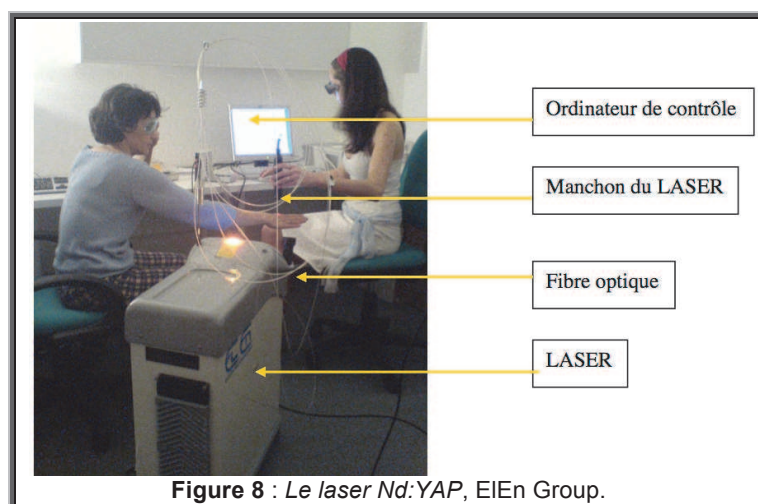 Ordinateur de contrôle
Manchon du LASER
Fibre optique
LASER
Figure 8 : Le laser Nd:YAP, ElEn Group.